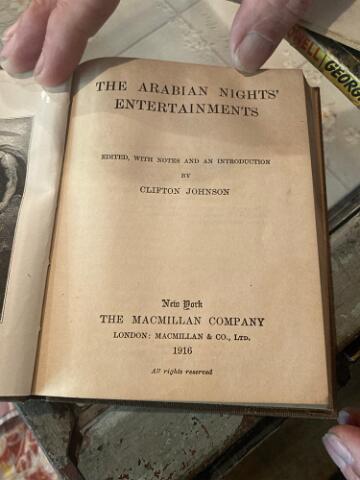 THE ARABIAN NIGHTS'
ENTERTAINMENTS
EDITED, WITH NOTES AND AN INTRODUCTION
BY
CLIFTON JOHNSON
New York
THE MACMILLAN COMPANY
LONDON: MACMILLAN & CO., LTD.
1916
All rights reserved
GEORGE